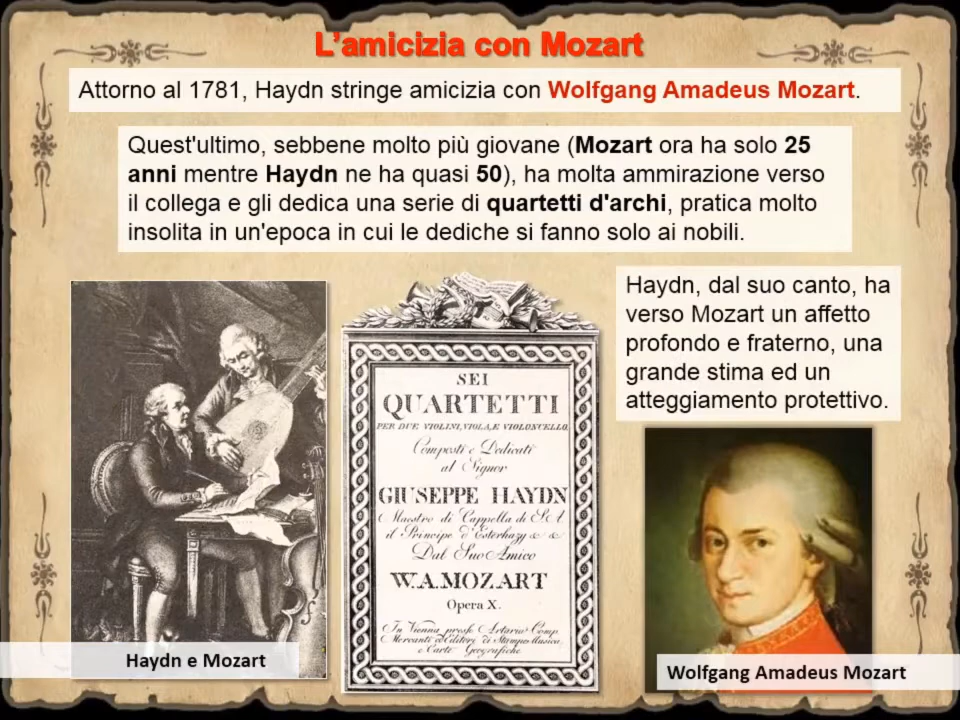 L'amicizia con Mozart
Attorno al 1781, Haydn stringe amicizia con Wolfgang Amadeus Mozart.
Quest'ultimo, sebbene molto più giovane (Mozart ora ha solo 25
anni mentre Haydn ne ha quasi 50), ha molta ammirazione verso
il collega e gli dedica una serie di quartetti d'archi, pratica molto
insolita in un'epoca in cui le dediche si fanno solo ai nobili.
Haydn, dal suo canto, ha
verso Mozart un affetto
profondo e fraterno, una
grande stima ed un
atteggiamento protettivo.
SEI
QUARTETTI
PER DUE VIOLINI, VIOLA, E VIOLONCELLO.
Composti e Dedicati
al Signor
GIUSEPPE HAYDN
Maestro di Cappella di S.A.
il Principe d'Esterhazy & &
Dal Suo Amico
W.A.MOZART
Opera X.
In Vienna presso Artaria Comp.
Mercanti ed Editori di Stampe Musica
e Carte Geografiche
Haydn e Mozart
Wolfgang Amadeus Mozart